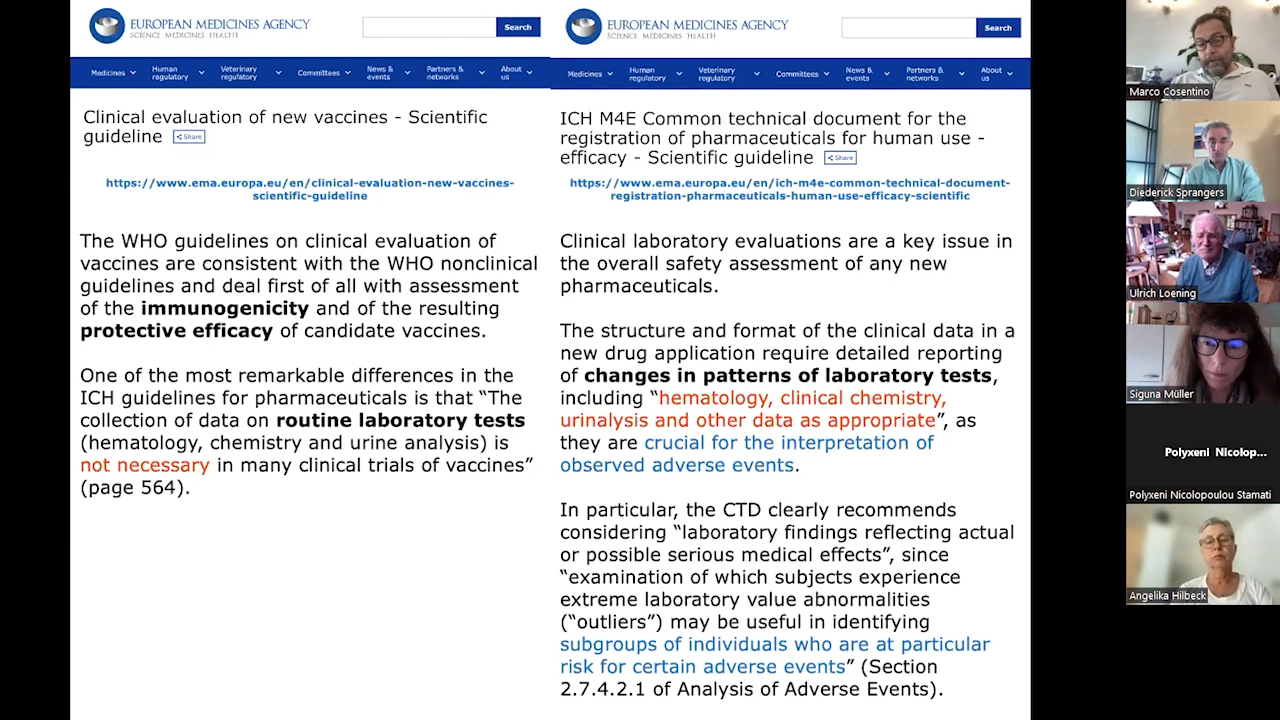 EUROPEAN MEDICINES AGENCY
SCIENCE MEDICINES HEALTH
Search
Medicines
Human regulatory
Veterinary regulatory
Committees
News & events
Partners & networks
About us
Clinical evaluation of new vaccines - Scientific
guideline
Share
https://www.ema.europa.eu/en/clinical-evaluation-new-vaccines-
scientific-guideline
The WHO guidelines on clinical evaluation of
vaccines are consistent with the WHO nonclinical
guidelines and deal first of all with assessment
of the immunogenicity and of the resulting
protective efficacy of candidate vaccines.
One of the most remarkable differences in the
ICH guidelines for pharmaceuticals is that “The
collection of data on routine laboratory tests
(hematology, chemistry and urine analysis) is
not necessary in many clinical trials of vaccines”
(page 564).
EUROPEAN MEDICINES AGENCY
SCIENCE MEDICINES HEALTH
Search
Medicines
Human regulatory
Veterinary regulatory
Committees
News & events
Partners & networks
About us
ICH M4E Common technical document for the
registration of pharmaceuticals for human use -
efficacy - Scientific guideline
Share
https://www.ema.europa.eu/en/ich-m4e-common-technical-document-
registration-pharmaceuticals-human-use-efficacy-scientific
Clinical laboratory evaluations are a key issue in
the overall safety assessment of any new
pharmaceuticals.
The structure and format of the clinical data in a
new drug application require detailed reporting
of changes in patterns of laboratory tests,
including “hematology, clinical chemistry,
urinalysis and other data as appropriate”, as
they are crucial for the interpretation of
observed adverse events.
In particular, the CTD clearly recommends
considering “laboratory findings reflecting actual
or possible serious medical effects”, since
“examination of which subjects experience
extreme laboratory value abnormalities
(“outliers”) may be useful in identifying
subgroups of individuals who are at particular
risk for certain adverse events” (Section
2.7.4.2.1 of Analysis of Adverse Events).
Marco Cosentino
Diederick Sprangers
Ulrich Loening
Siguna Müller
Polyxeni Nicolop...
Polyxeni Nicolopoulou Stamati
Angelika Hilbeck